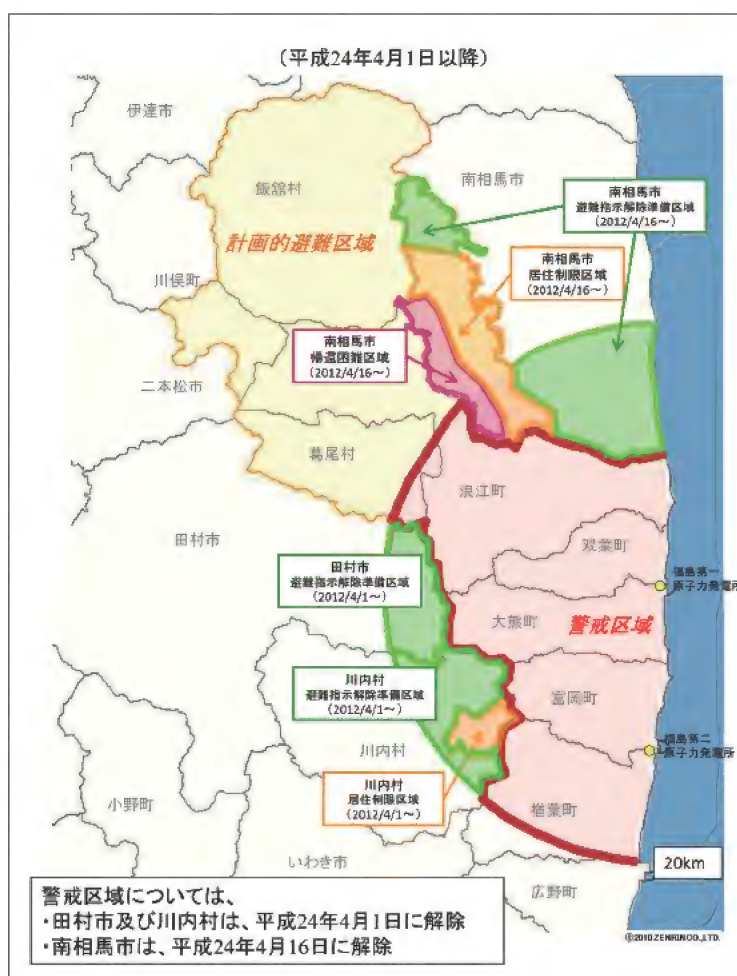 (平成24年4月1日以降)
伊達市
飯舘村
南相馬市
南相馬市
避難指示解除準備区域
(2012/4/16~)
計画的避難区域
南相馬市
居住制限区域
(2012/4/16~)
川俣町
南相馬市
帰還困難区域
(2012/4/16~)
二本松市
葛尾村
浪江町
田村市
双葉町
田村市
避難指示解除準備区域
(2012/4/1~)
福島第一
原子力発電所
大熊町
警戒区域
川内村
避難指示解除準備区域
(2012/4/1~)
富岡町
川内村
福島第二
原子力発電所
川内村
居住制限区域
(2012/4/1~)
小野町
楢葉町
いわき市
20km
広野町
警戒区域については、
・田村市及び川内村は、平成24年4月1日に解除
・南相馬市は、平成24年4月16日に解除
©2010 ZENRIN CO., LTD.